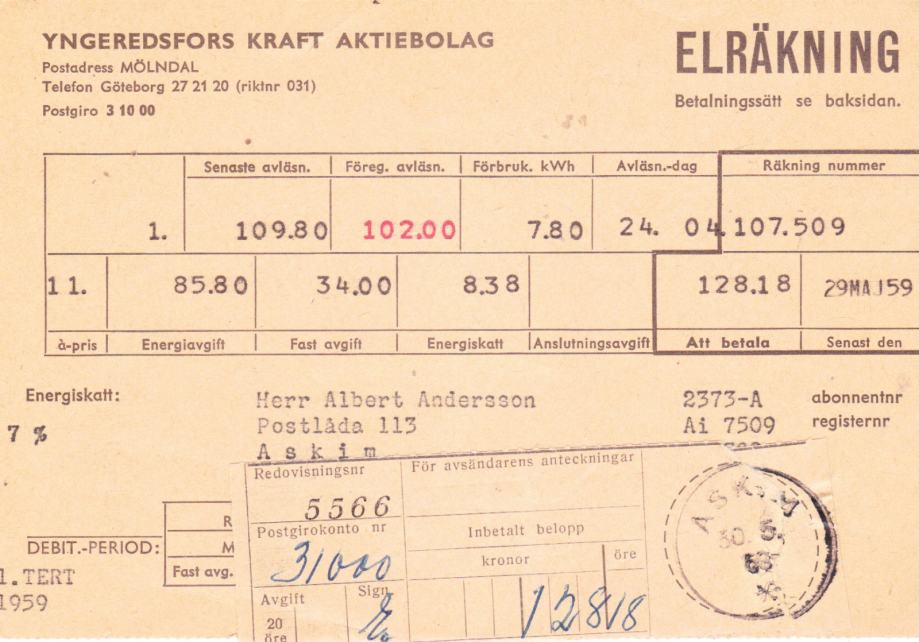 YNGEREDSFORS KRAFT AKTIEBOLAG
ELRÄKNING
Postadress MÖLNDAL
Telefon Göteborg 27 21 20 (riktnr 031)
Postgiro 3 10 00
Betalningssätt se baksidan.
Senaste avläsn. Föreg. avläsn. Förbruk. kWh Avläsn.-dag Räkning nummer
1. 109.80 102.00 7.80 24. 04. 107.509
11. 85.80 34.00 8.38 128.18 29MAJ59
à-pris Energiavgift Fast avgift Energiskatt Anslutningsavgift Att betala Senast den
Energiskatt:
7 %
Herr Albert Andersson
Postlåda 113
Askim
2373-A abonnentnr
Ai 7509 registernr
Redovisningsnr
5566
För avsändarens anteckningar
Postgirokonto nr
31000
Inbetalt belopp
kronor öre
12818
Avgift
20
öre
Sign
ASKIM
30.5.
R
M
Fast avg.
DEBIT.-PERIOD:
1.TERT
1959